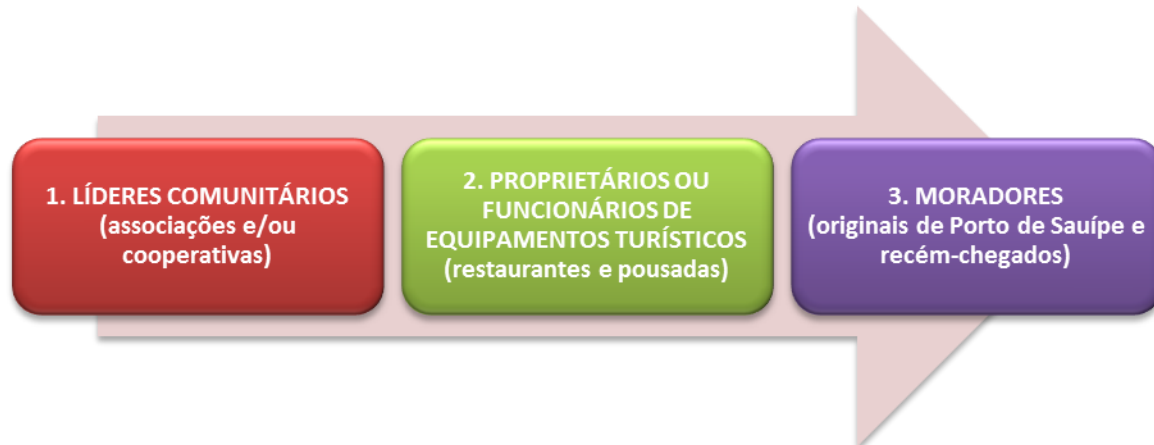 1. LÍDERES COMUNITÁRIOS
(associações e/ou
cooperativas)
2. PROPRIETÁRIOS OU
FUNCIONÁRIOS DE
EQUIPAMENTOS TURÍSTICOS
(restaurantes e pousadas)
3. MORADORES
(originais de Porto de Sauípe e
recém-chegados)